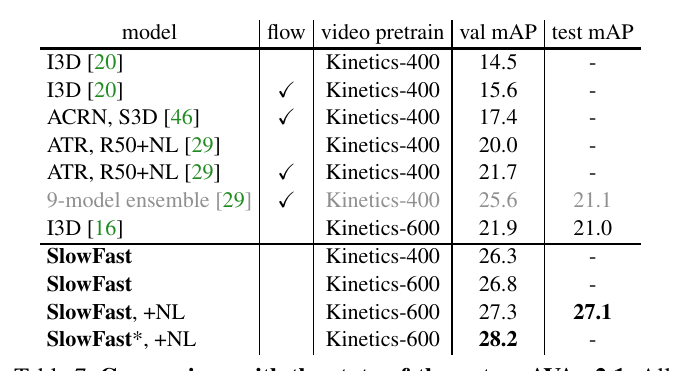 model flow video pretrain val mAP test mAP
I3D [20] Kinetics-400 14.5 -
I3D [20] ✓ Kinetics-400 15.6 -
ACRN, S3D [46] ✓ Kinetics-400 17.4 -
ATR, R50+NL [29] Kinetics-400 20.0 -
ATR, R50+NL [29] ✓ Kinetics-400 21.7 -
9-model ensemble [29] ✓ Kinetics-400 25.6 21.1
I3D [16] Kinetics-600 21.9 21.0
SlowFast Kinetics-400 26.3 -
SlowFast Kinetics-600 26.8 -
SlowFast, +NL Kinetics-600 27.3 27.1
SlowFast*, +NL Kinetics-600 28.2 -